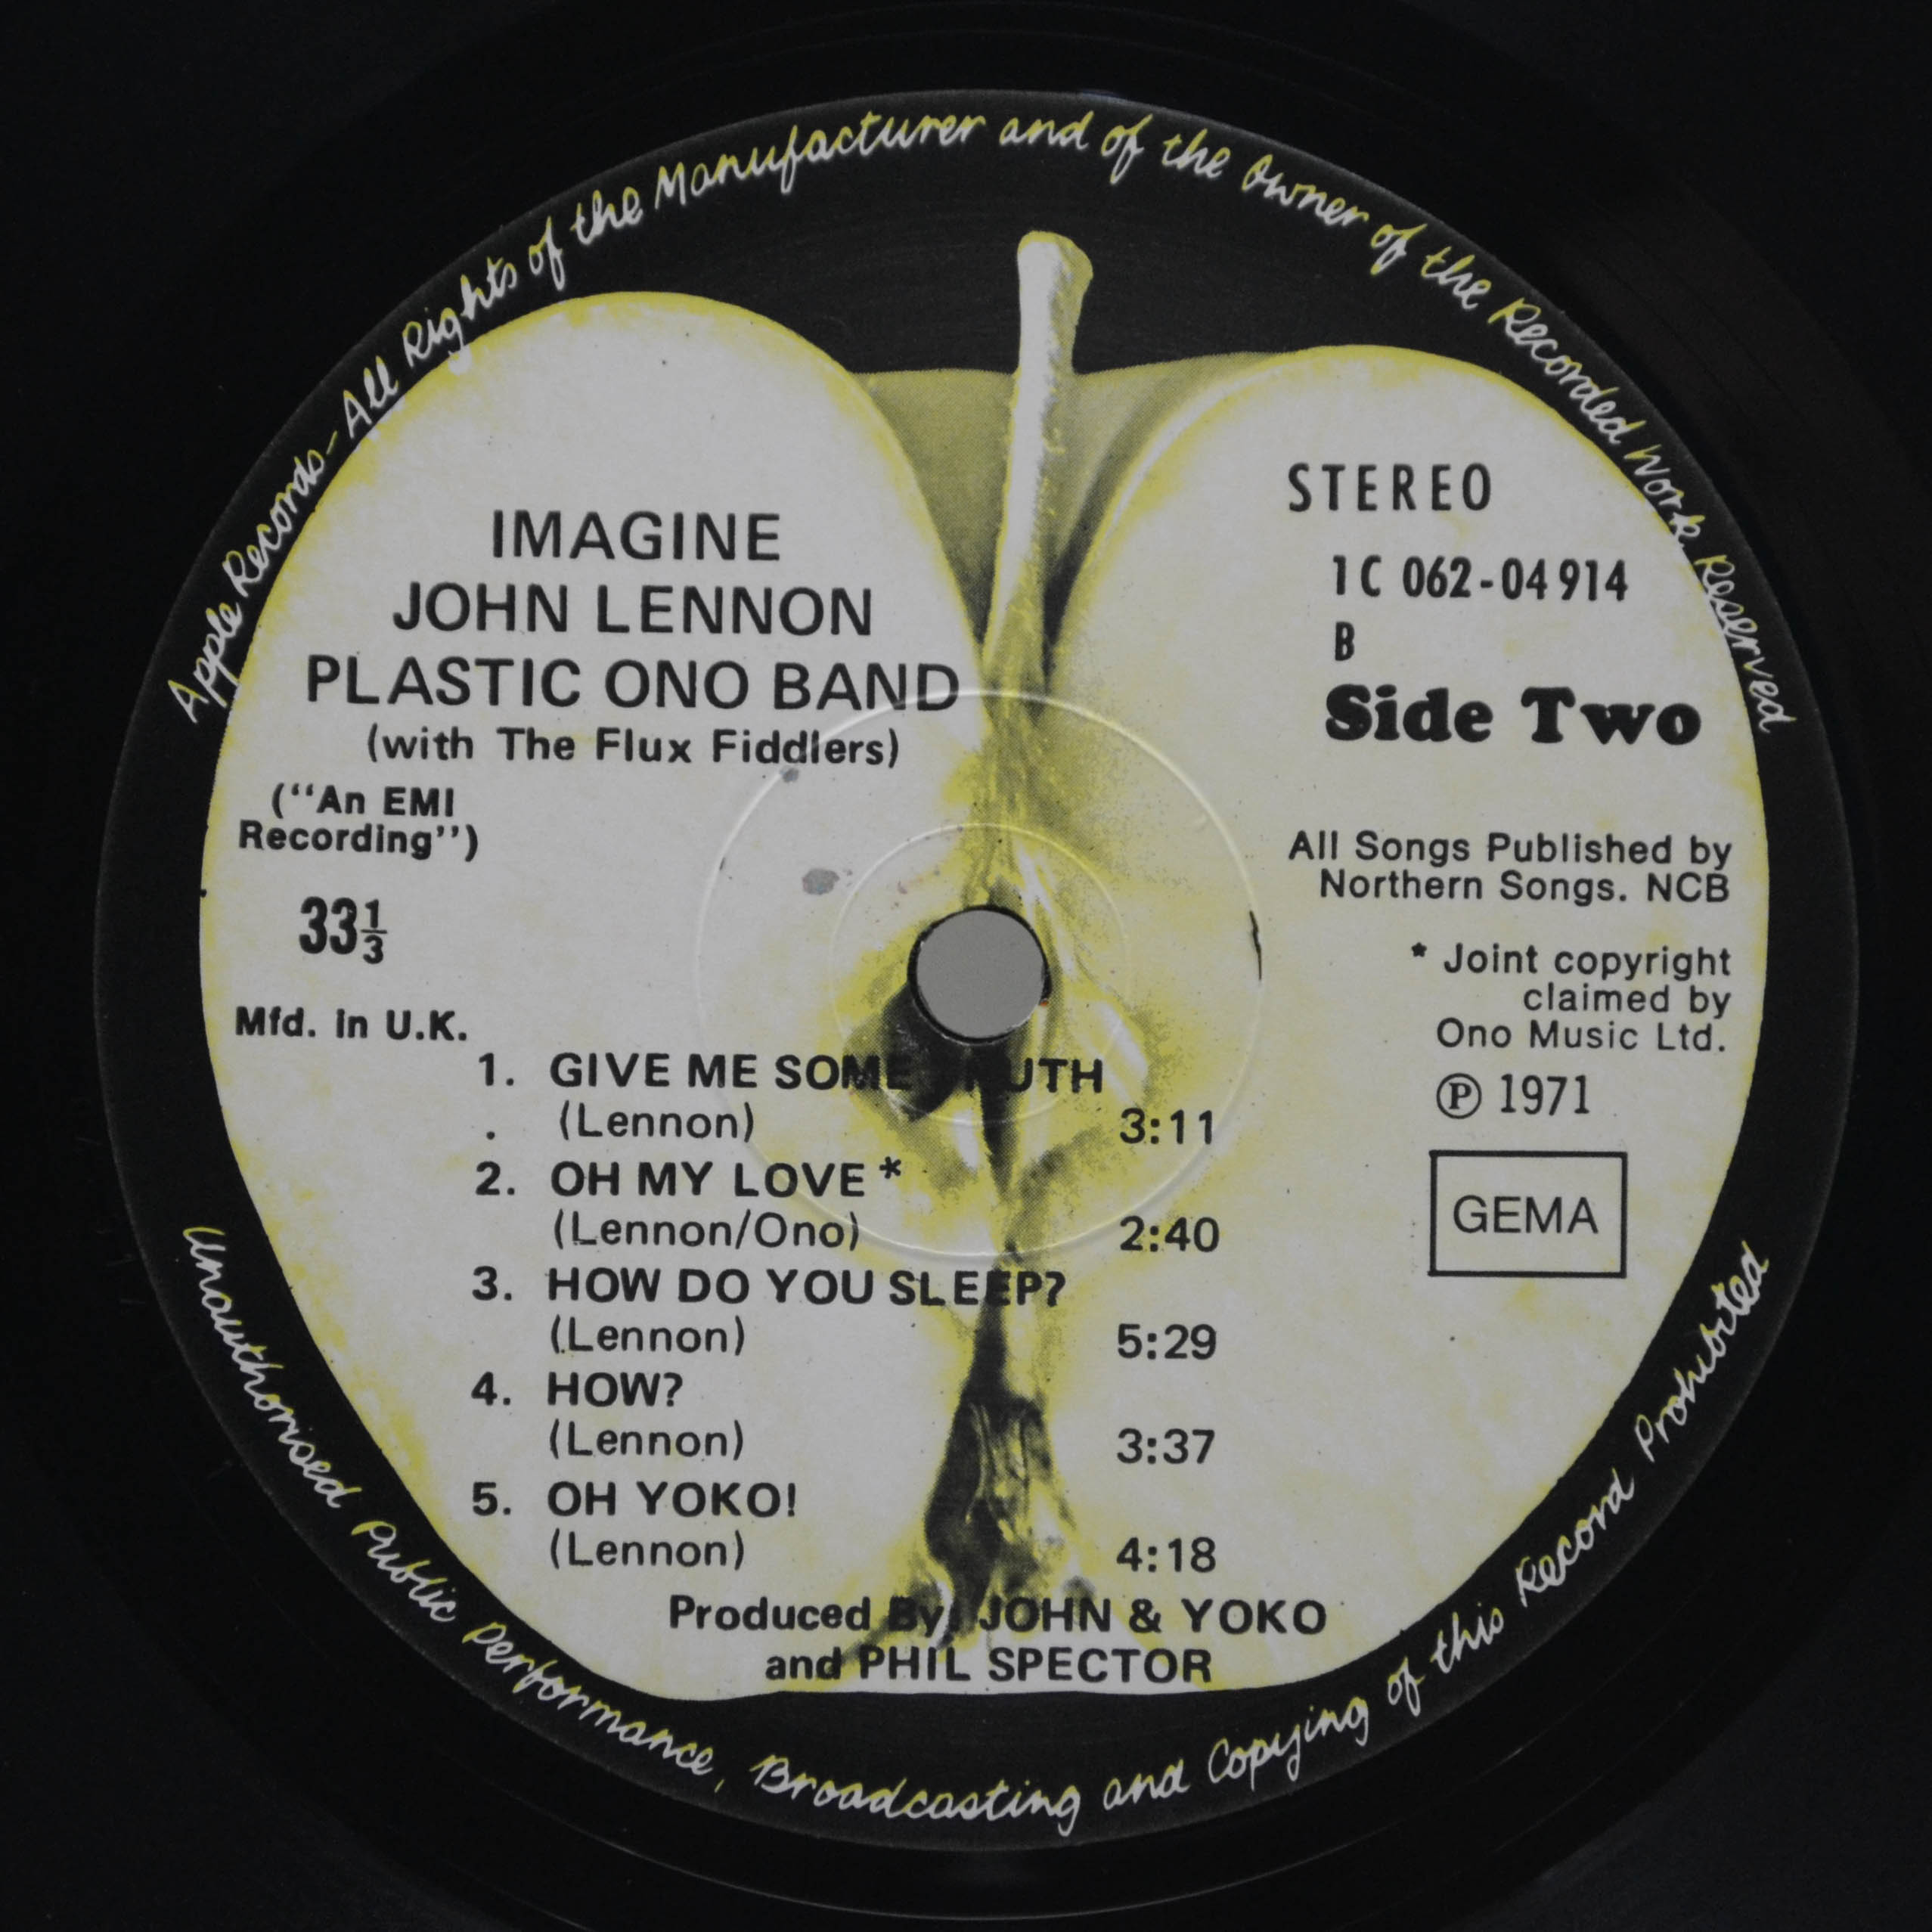 Apple Records - All Rights of the Manufacturer and of the Owner of the Recorded Work Reserved
IMAGINE
JOHN LENNON
PLASTIC ONO BAND
(with The Flux Fiddlers)
("An EMI
Recording")
33⅓
Mfd. in U.K.
STEREO
1C 062-04914
B
Side Two
All Songs Published by
Northern Songs. NCB
* Joint copyright
claimed by
Ono Music Ltd.
Ⓟ 1971
GEMA
1. GIVE ME SOME TRUTH
(Lennon) 3:11
2. OH MY LOVE *
(Lennon/Ono) 2:40
3. HOW DO YOU SLEEP?
(Lennon) 5:29
4. HOW?
(Lennon) 3:37
5. OH YOKO!
(Lennon) 4:18
Produced By, JOHN & YOKO
and PHIL SPECTOR
Unauthorised Public Performance, Broadcasting and Copying of this Record Prohibited